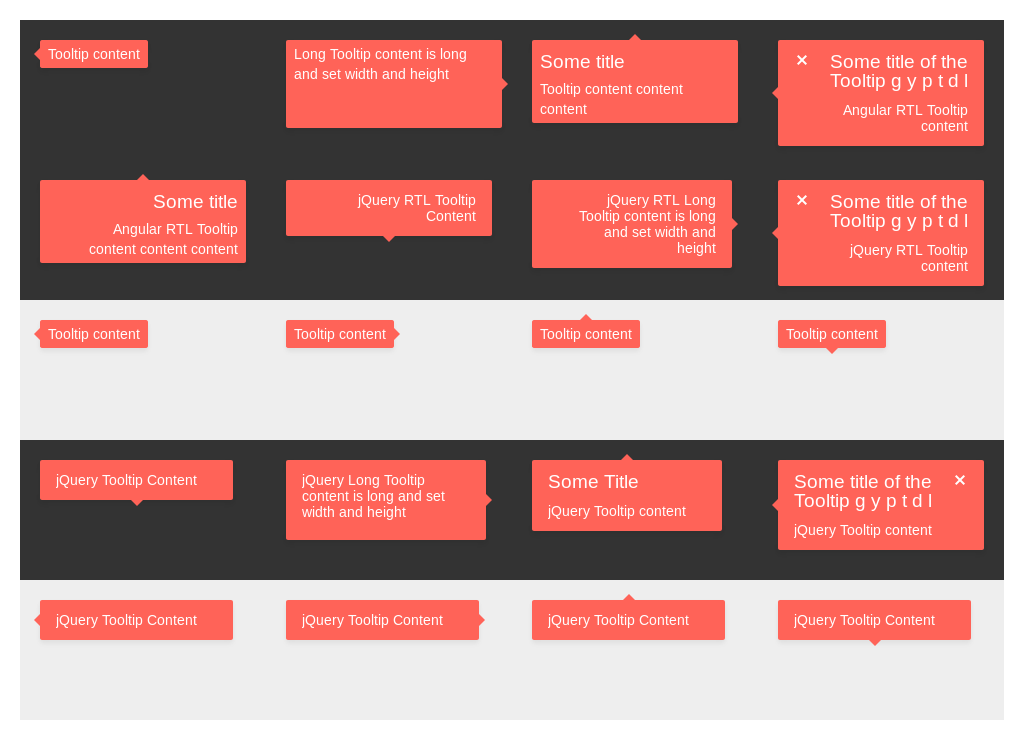 Tooltip content
Long Tooltip content is long
and set width and height
Some title
Tooltip content content
content
✕
Some title of the
Tooltip g y p t d l
Angular RTL Tooltip
content
Some title
Angular RTL Tooltip
content content content
jQuery RTL Tooltip
Content
jQuery RTL Long
Tooltip content is long
and set width and
height
✕
Some title of the
Tooltip g y p t d l
jQuery RTL Tooltip
content
Tooltip content
Tooltip content
Tooltip content
Tooltip content
jQuery Tooltip Content
jQuery Long Tooltip
content is long and set
width and height
Some Title
jQuery Tooltip content
Some title of the
Tooltip g y p t d l
✕
jQuery Tooltip content
jQuery Tooltip Content
jQuery Tooltip Content
jQuery Tooltip Content
jQuery Tooltip Content